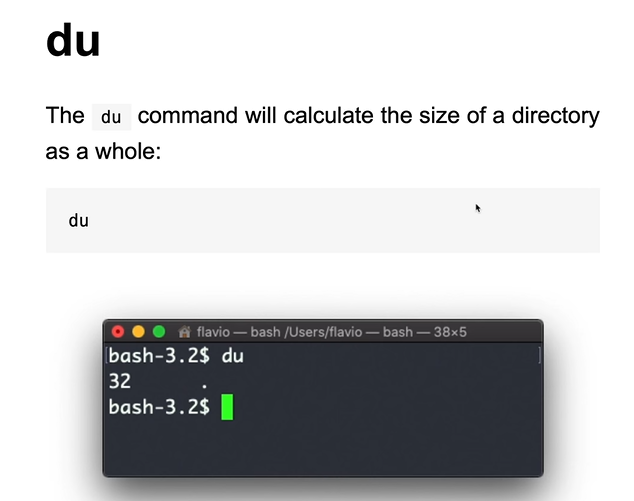 du
The du command will calculate the size of a directory
as a whole:
du
flavio — bash /Users/flavio — bash — 38×5
bash-3.2$ du
32 .
bash-3.2$